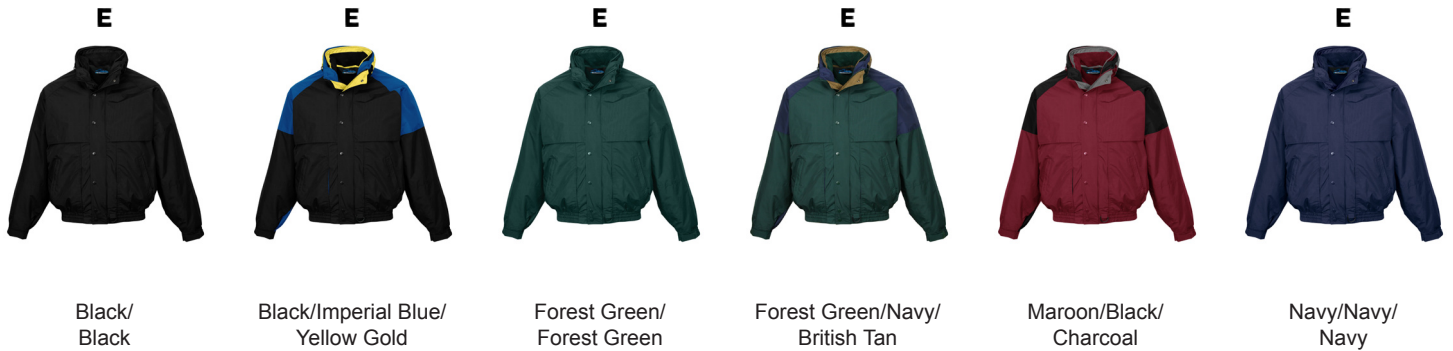 E E E E E
Black/ Black/Imperial Blue/ Forest Green/ Forest Green/Navy/ Maroon/Black/ Navy/Navy/
Black Yellow Gold Forest Green British Tan Charcoal Navy